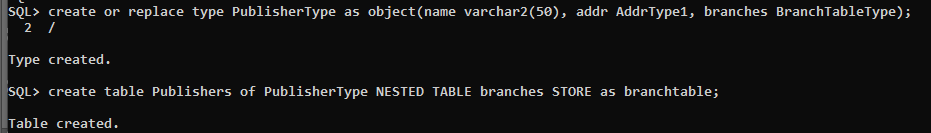 SQL> create or replace type PublisherType as object(name varchar2(50), addr AddrType1, branches BranchTableType);
  2  /
Type created.
SQL> create table Publishers of PublisherType NESTED TABLE branches STORE as branchtable;
Table created.